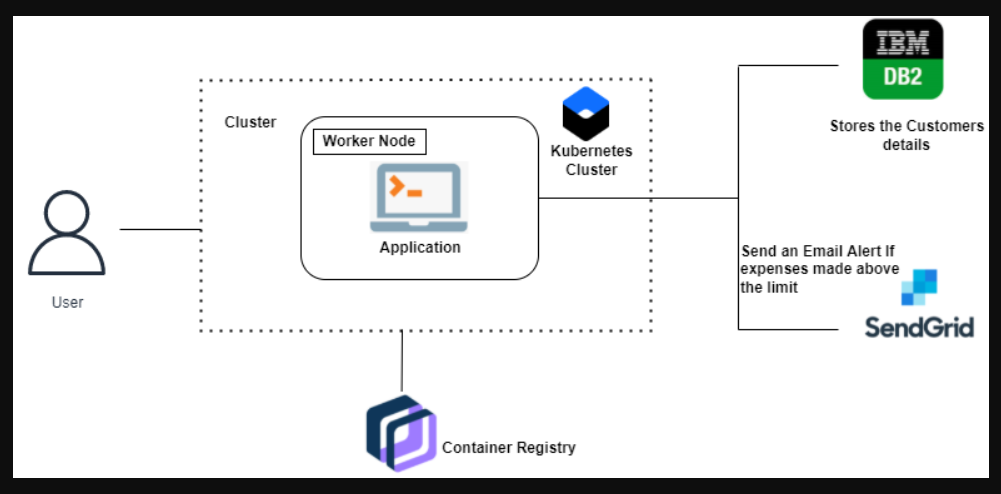 IBM
DB2
Stores the Customers
details
Cluster
Worker Node
Kubernetes
Cluster
Application
User
Send an Email Alert If
expenses made above
the limit
SendGrid
Container Registry